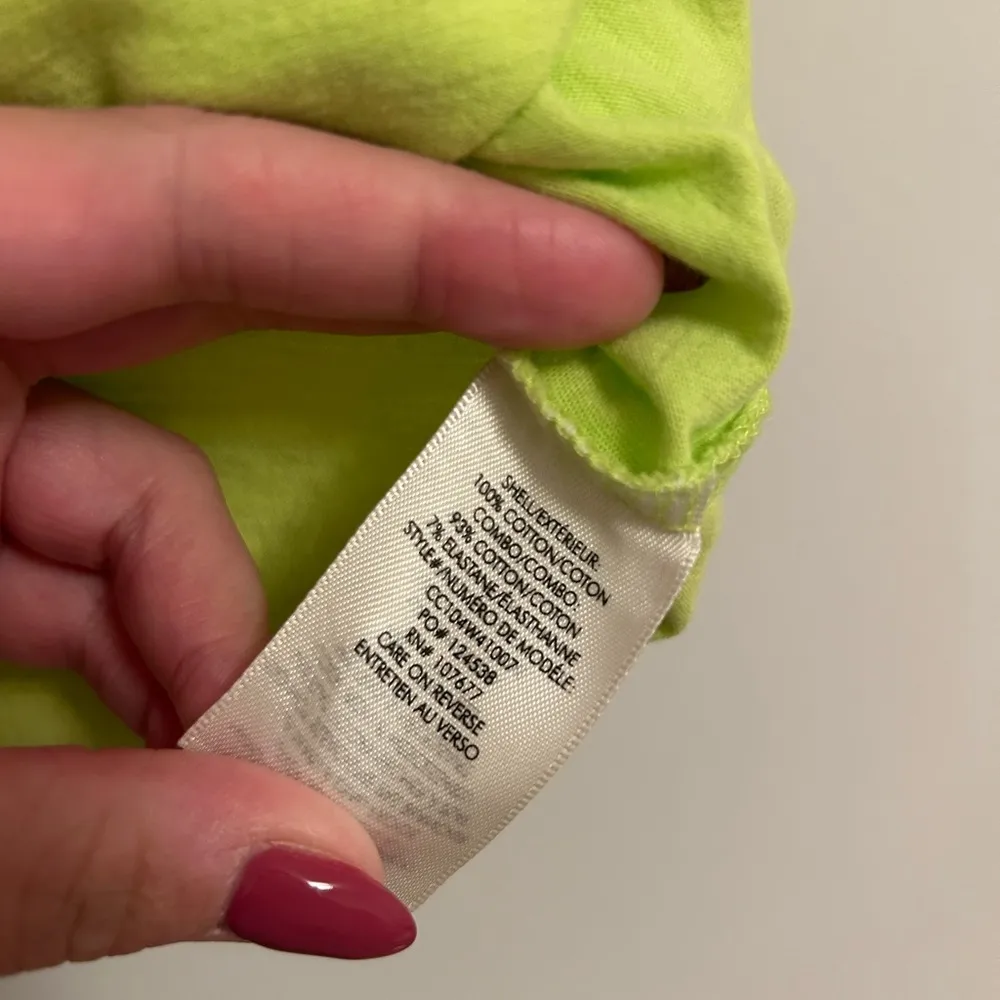 SHELL/EXTÉRIEUR:
100% COTTON/COTON
COMBO/COMBO:
93% COTTON/COTON
7% ELASTANE/ÉLASTHANNE
STYLE#/NUMÉRO DE MODÈLE:
CC104W41007
PO# 124538
RN# 107677
CARE ON REVERSE
ENTRETIEN AU VERSO